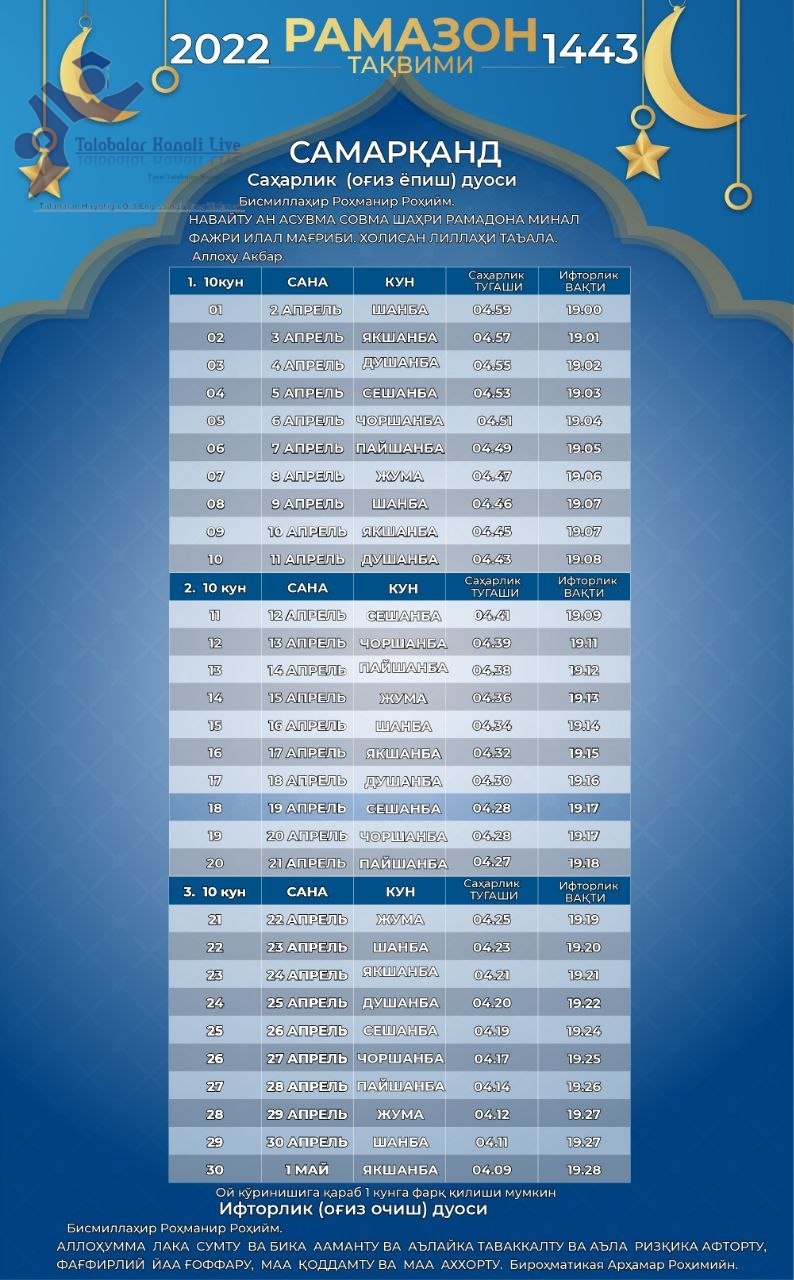 2022 РАМАЗОН 1443
ТАҚВИМИ
Talabalar Kanali Live
САМАРҚАНД
Саҳарлик (оғиз ёпиш) дуоси
Бисмиллаҳир Роҳманир Роҳийм.
НАВАЙТУ АН АСУВМА СОВМА ШАҲРИ РАМАДОНА МИНАЛ
ФАЖРИ ИЛАЛ МАҒРИБИ. ХОЛИСАН ЛИЛЛАҲИ ТАЪАЛА.
Аллоҳу Акбар.
1. 10кун САНА КУН Саҳарлик ТУГАШИ Ифторлик ВАҚТИ
01 2 АПРЕЛЬ ШАНБА 04.59 19.00
02 3 АПРЕЛЬ ЯКШАНБА 04.57 19.01
03 4 АПРЕЛЬ ДУШАНБА 04.55 19.02
04 5 АПРЕЛЬ СЕШАНБА 04.53 19.03
05 6 АПРЕЛЬ ЧОРШАНБА 04.51 19.04
06 7 АПРЕЛЬ ПАЙШАНБА 04.49 19.05
07 8 АПРЕЛЬ ЖУМА 04.47 19.06
08 9 АПРЕЛЬ ШАНБА 04.46 19.07
09 10 АПРЕЛЬ ЯКШАНБА 04.45 19.07
10 11 АПРЕЛЬ ДУШАНБА 04.43 19.08
2. 10 кун САНА КУН Саҳарлик ТУГАШИ Ифторлик ВАҚТИ
11 12 АПРЕЛЬ СЕШАНБА 04.41 19.09
12 13 АПРЕЛЬ ЧОРШАНБА 04.39 19.11
13 14 АПРЕЛЬ ПАЙШАНБА 04.38 19.12
14 15 АПРЕЛЬ ЖУМА 04.36 19.13
15 16 АПРЕЛЬ ШАНБА 04.34 19.14
16 17 АПРЕЛЬ ЯКШАНБА 04.32 19.15
17 18 АПРЕЛЬ ДУШАНБА 04.30 19.16
18 19 АПРЕЛЬ СЕШАНБА 04.28 19.17
19 20 АПРЕЛЬ ЧОРШАНБА 04.28 19.17
20 21 АПРЕЛЬ ПАЙШАНБА 04.27 19.18
3. 10 кун САНА КУН Саҳарлик ТУГАШИ Ифторлик ВАҚТИ
21 22 АПРЕЛЬ ЖУМА 04.25 19.19
22 23 АПРЕЛЬ ШАНБА 04.23 19.20
23 24 АПРЕЛЬ ЯКШАНБА 04.21 19.21
24 25 АПРЕЛЬ ДУШАНБА 04.20 19.22
25 26 АПРЕЛЬ СЕШАНБА 04.19 19.24
26 27 АПРЕЛЬ ЧОРШАНБА 04.17 19.25
27 28 АПРЕЛЬ ПАЙШАНБА 04.14 19.26
28 29 АПРЕЛЬ ЖУМА 04.12 19.27
29 30 АПРЕЛЬ ШАНБА 04.11 19.27
30 1 МАЙ ЯКШАНБА 04.09 19.28
Ой кўринишига қараб 1 кунга фарқ қилиши мумкин
Ифторлик (оғиз очиш) дуоси
Бисмиллаҳир Роҳманир Роҳийм.
АЛЛОҲУММА ЛАКА СУМТУ ВА БИКА ААМАНТУ ВА АЪЛАЙКА ТАВАККАЛТУ ВА АЪЛА РИЗҚИКА АФТОРТУ,
ФАҒФИРЛИЙ ЙАА ҒОФФАРУ, МАА ҚОДДАМТУ ВА МАА АХХОРТУ. Бироҳматикая Арҳамар Роҳимийн.